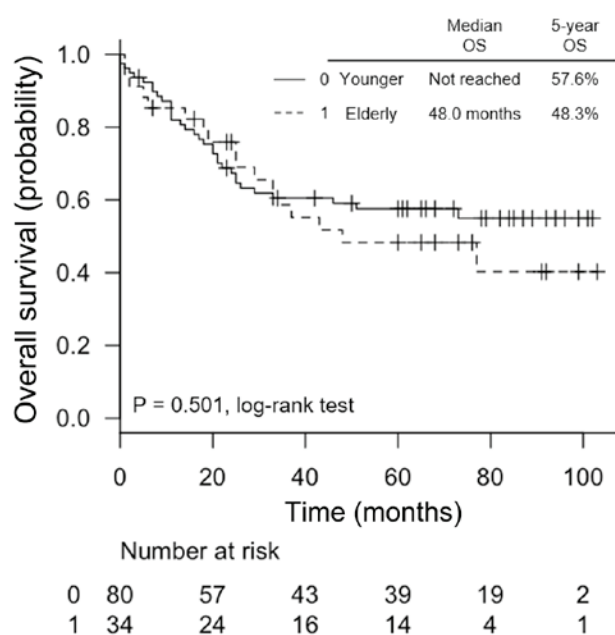 Median 5-year
OS OS
0 Younger Not reached 57.6%
1 Elderly 48.0 months 48.3%
Overall survival (probability)
1.0
0.8
0.6
0.4
0.2
0.0
P = 0.501, log-rank test
0 20 40 60 80 100
Time (months)
Number at risk
0 80 57 43 39 19 2
1 34 24 16 14 4 1